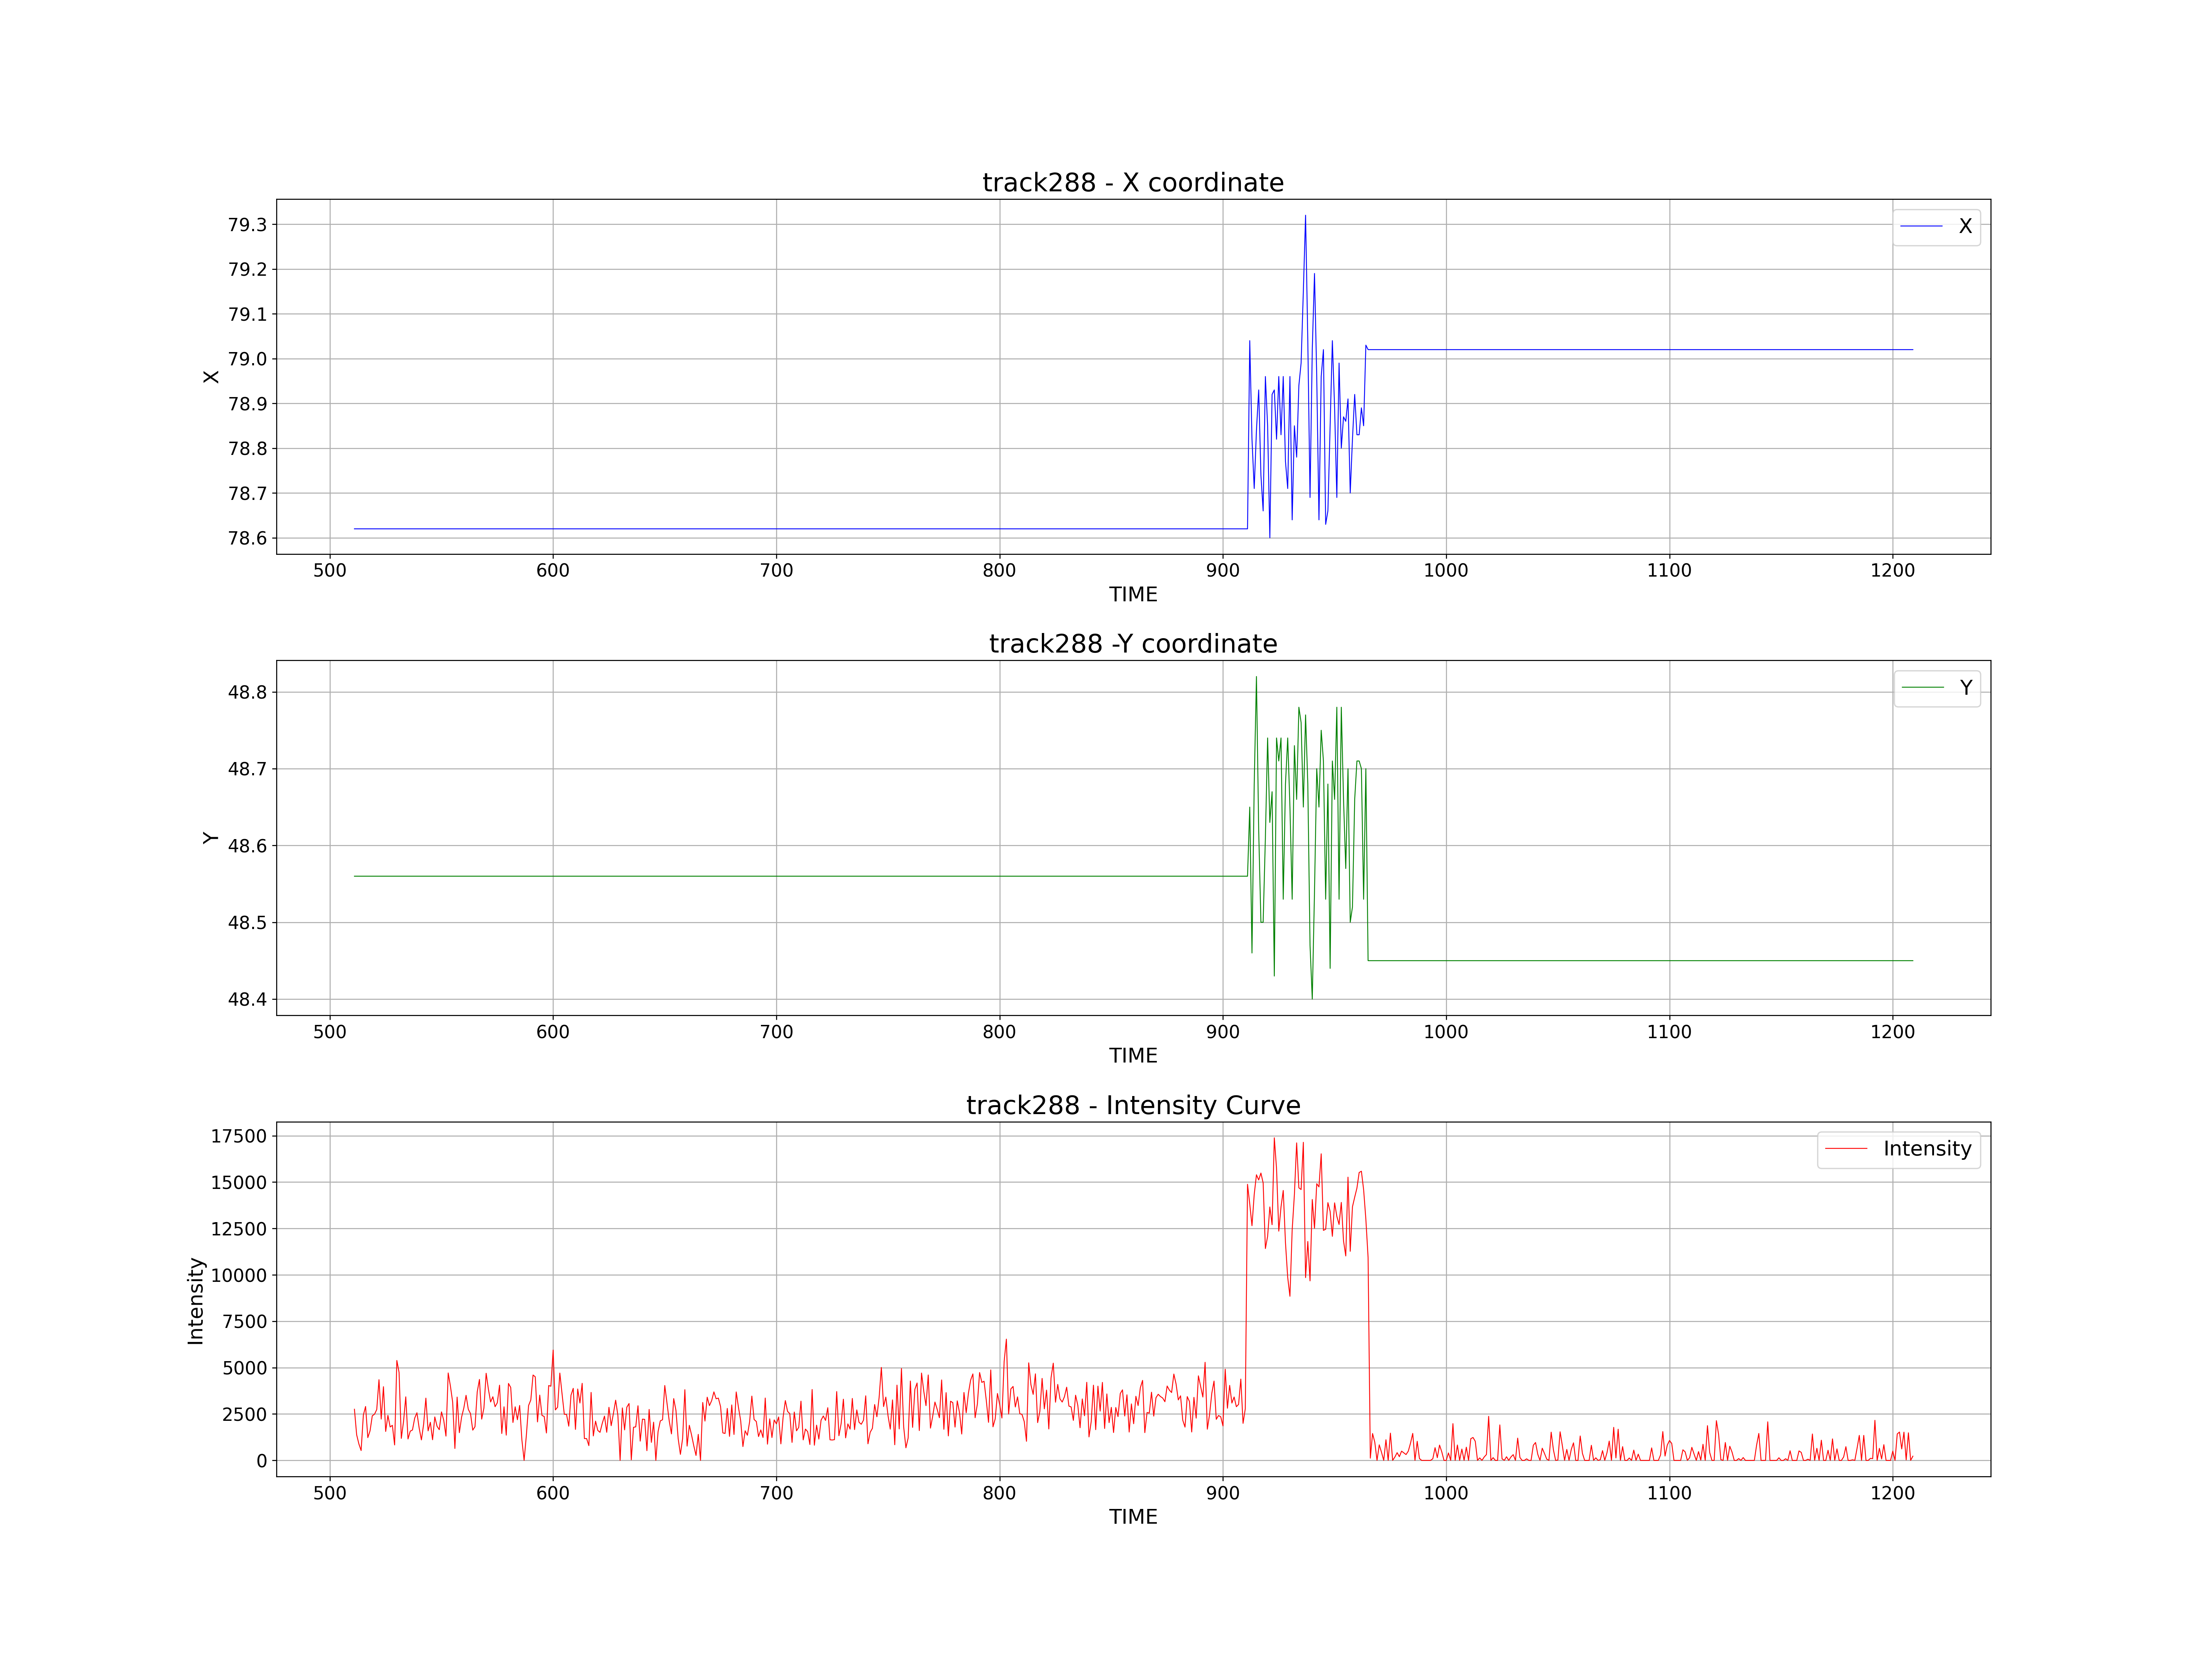 track288 - X coordinate
X
79.3
79.2
79.1
79.0
78.9
78.8
78.7
78.6
X
500 600 700 800 900 1000 1100 1200
TIME
track288 -Y coordinate
Y
48.8
48.7
48.6
48.5
48.4
Y
500 600 700 800 900 1000 1100 1200
TIME
track288 - Intensity Curve
Intensity
17500
15000
12500
10000
7500
5000
2500
0
Intensity
500 600 700 800 900 1000 1100 1200
TIME